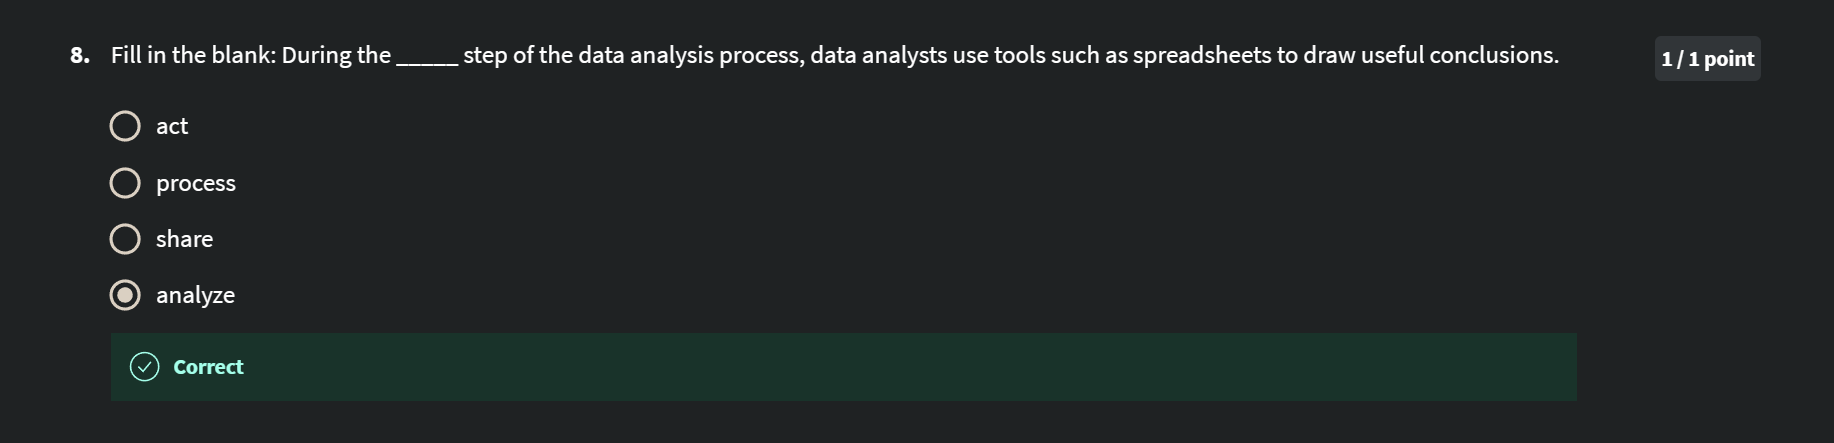 8. Fill in the blank: During the _____ step of the data analysis process, data analysts use tools such as spreadsheets to draw useful conclusions. 1 / 1 point
act
process
share
analyze
Correct